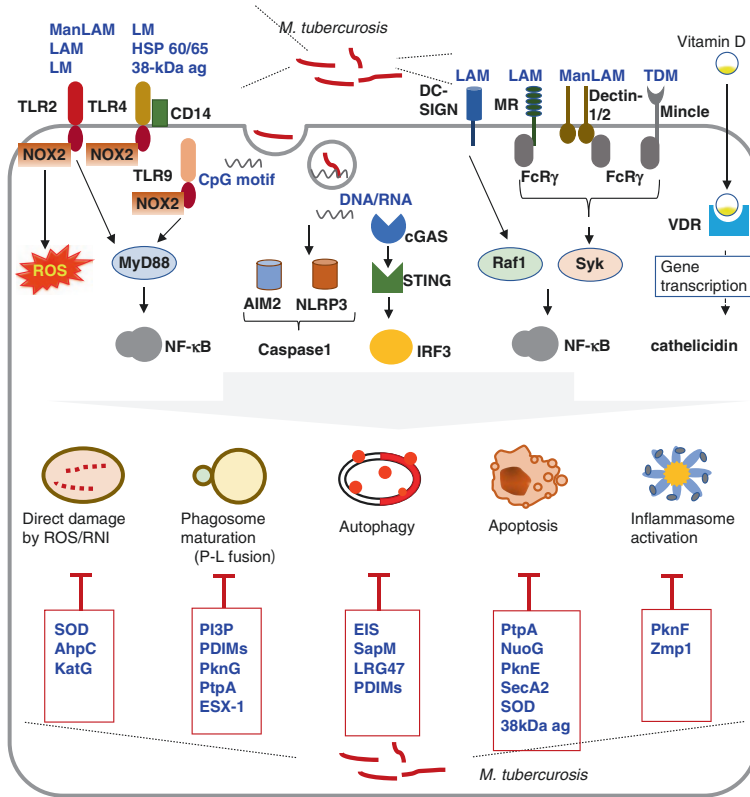 M. tubercurosis
ManLAM
LAM
LM
LM
HSP 60/65
38-kDa ag
TLR2
TLR4
CD14
NOX2
NOX2
TLR9
CpG motif
NOX2
ROS
MyD88
NF-κB
DNA/RNA
cGAS
STING
IRF3
AIM2
NLRP3
Caspase1
LAM
LAM
ManLAM
TDM
DC-
SIGN
MR
Dectin-
1/2
Mincle
FcRγ
FcRγ
Raf1
Syk
NF-κB
Vitamin D
VDR
Gene
transcription
cathelicidin
Direct damage
by ROS/RNI
Phagosome
maturation
(P-L fusion)
Autophagy
Apoptosis
Inflammasome
activation
SOD
AhpC
KatG
PI3P
PDIMs
PknG
PtpA
ESX-1
EIS
SapM
LRG47
PDIMs
PtpA
NuoG
PknE
SecA2
SOD
38kDa ag
PknF
Zmp1
M. tubercurosis